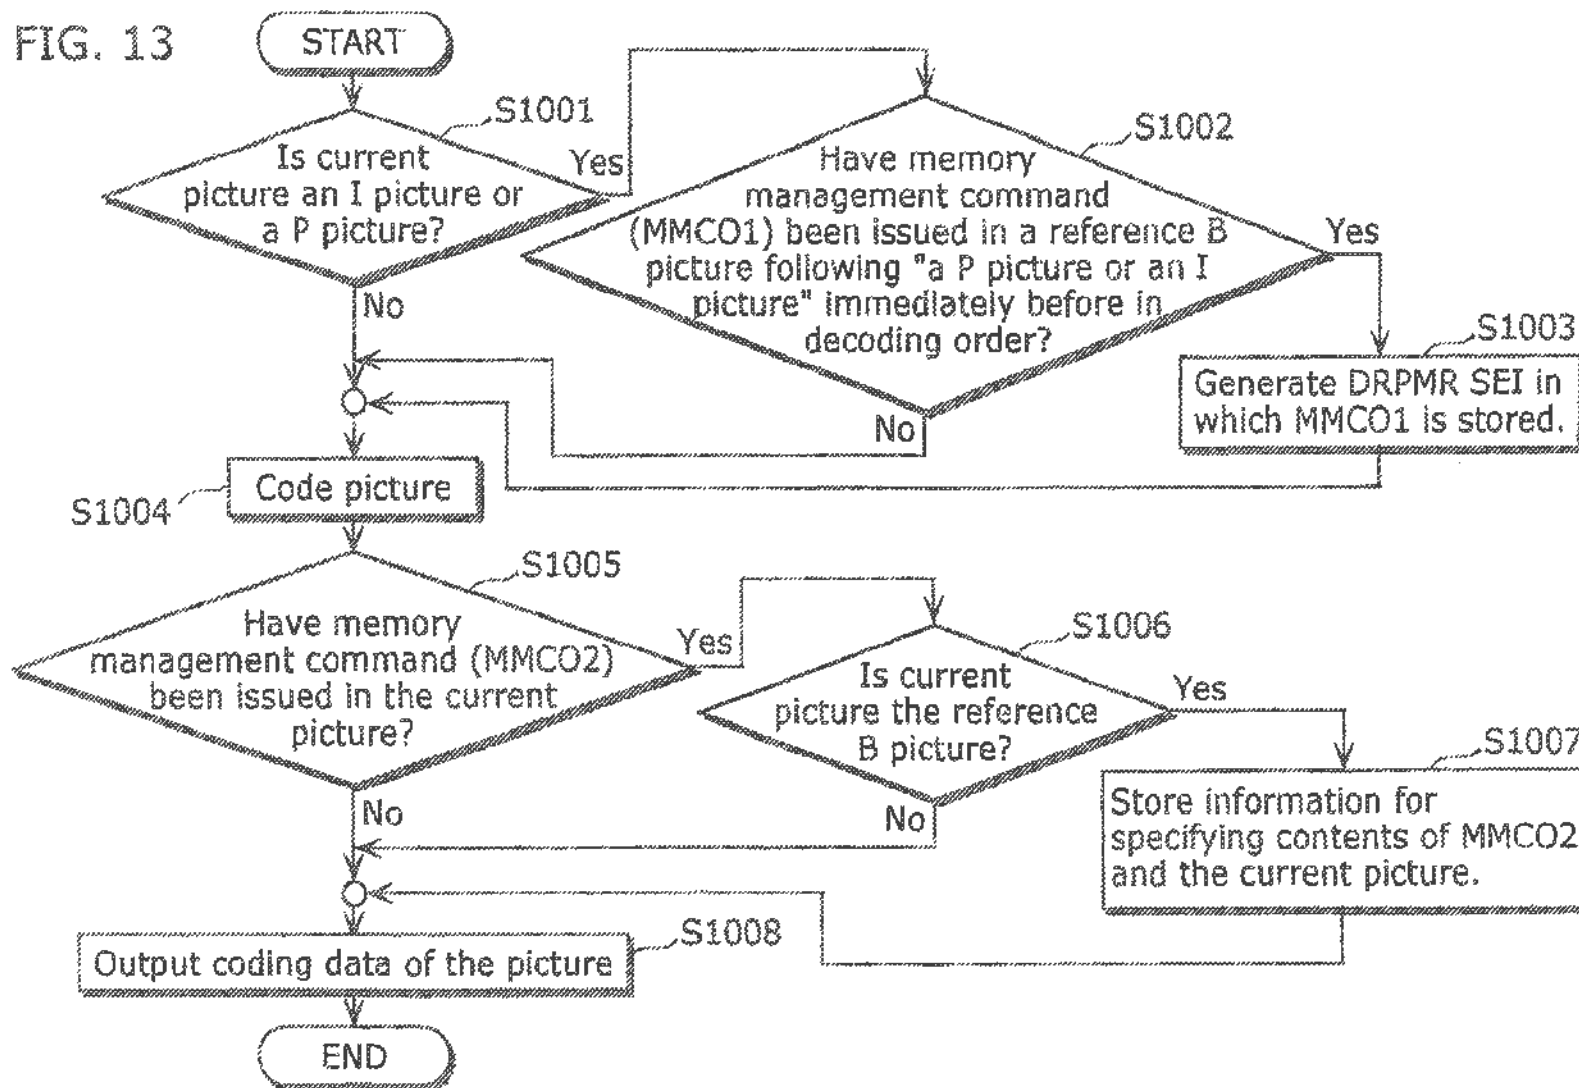 FIG. 13
START
S1001
Is current
picture an I picture or
a P picture?
Yes
No
S1002
Have memory
management command
(MMCO1) been issued in a reference B
picture following "a P picture or an I
picture" immediately before in
decoding order?
Yes
No
S1003
Generate DRPMR SEI in
which MMCO1 is stored.
Code picture
S1004
S1005
Have memory
management command (MMCO2)
been issued in the current
picture?
Yes
No
S1006
Is current
picture the reference
B picture?
Yes
No
S1007
Store information for
specifying contents of MMCO2
and the current picture.
S1008
Output coding data of the picture
END